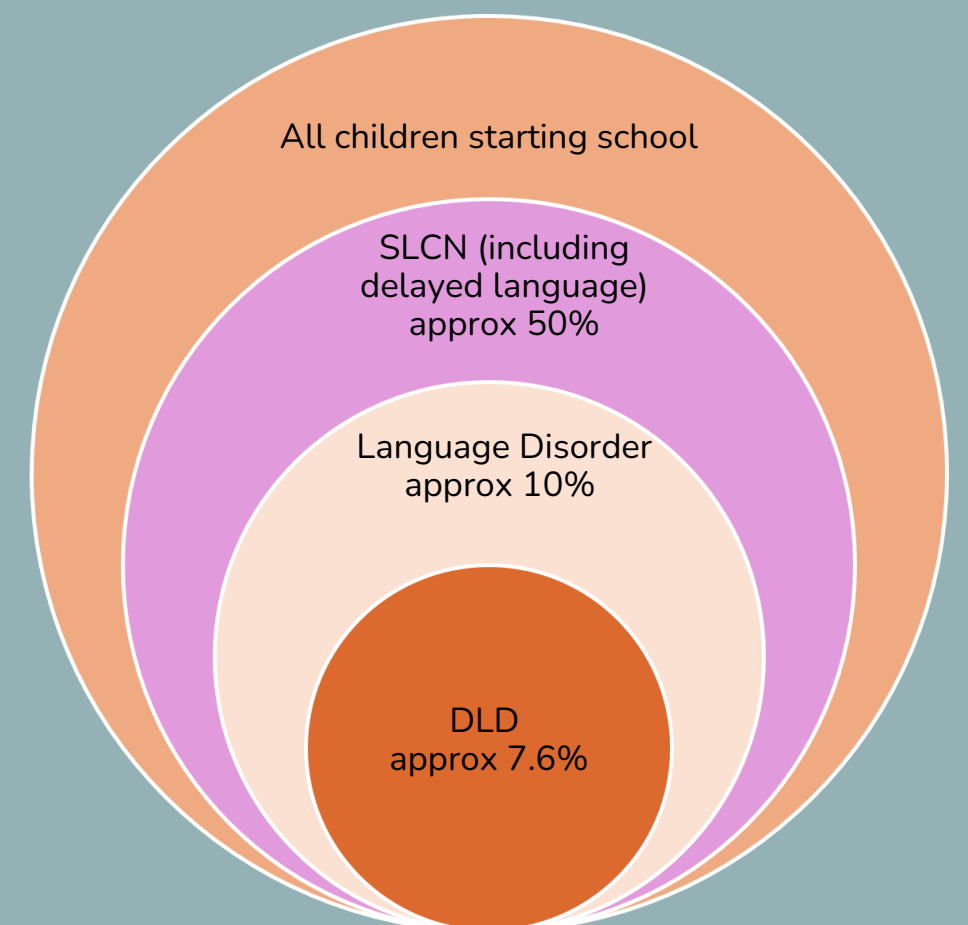 All children starting school
SLCN (including
delayed language)
approx 50%
Language Disorder
approx 10%
DLD
approx 7.6%